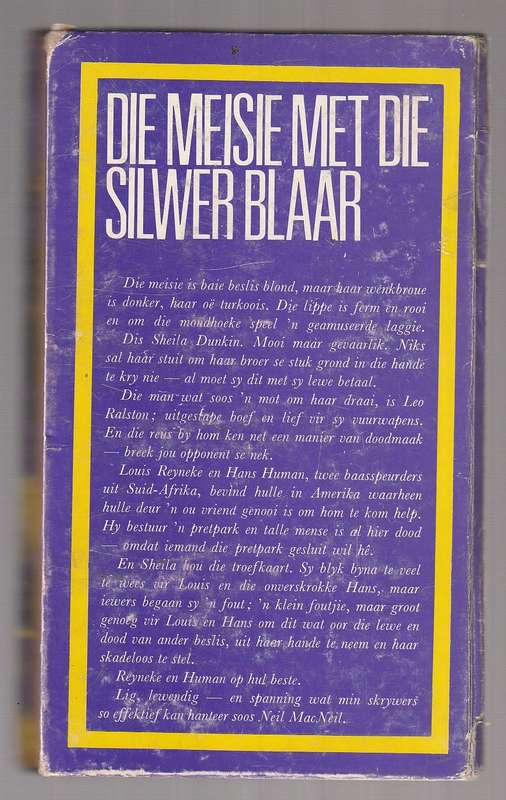 DIE MEISIE MET DIE
SILWER BLAAR
Die meisie is baie beslis blond, maar haar wenkbroue
is donker, haar oë turkoois. Die lippe is ferm en rooi
en om die mondhoeke speel 'n geamuseerde laggie.
Dis Sheila Dunkin. Mooi maar gevaarlik. Niks
sal haar stuit om haar broer se stuk grond in die hande
te kry nie — al moet sy dit met sy lewe betaal.
Die man wat soos 'n mot om haar draai, is Leo
Ralston; uitgeslape boef en lief vir sy vuurwapens.
En die reus by hom ken net een manier van doodmaak
— breek jou opponent se nek.
Louis Reyneke en Hans Human, twee baasspeurders
uit Suid-Afrika, bevind hulle in Amerika waarheen
hulle deur 'n ou vriend genooi is om hom te kom help.
Hy bestuur 'n pretpark en talle mense is al hier dood
— omdat iemand die pretpark gesluit wil hê.
En Sheila hou die troefkaart. Sy blyk byna te veel
te wees vir Louis en die onverskrokke Hans, maar
iewers begaan sy 'n fout; 'n klein foutjie, maar groot
genoeg vir Louis en Hans om dit wat oor die lewe en
dood van ander beslis, uit haar hande te neem en haar
skadeloos te stel.
Reyneke en Human op hul beste.
Lig, lewendig — en spanning wat min skrywers
so effektief kan hanteer soos Neil MacNeil.